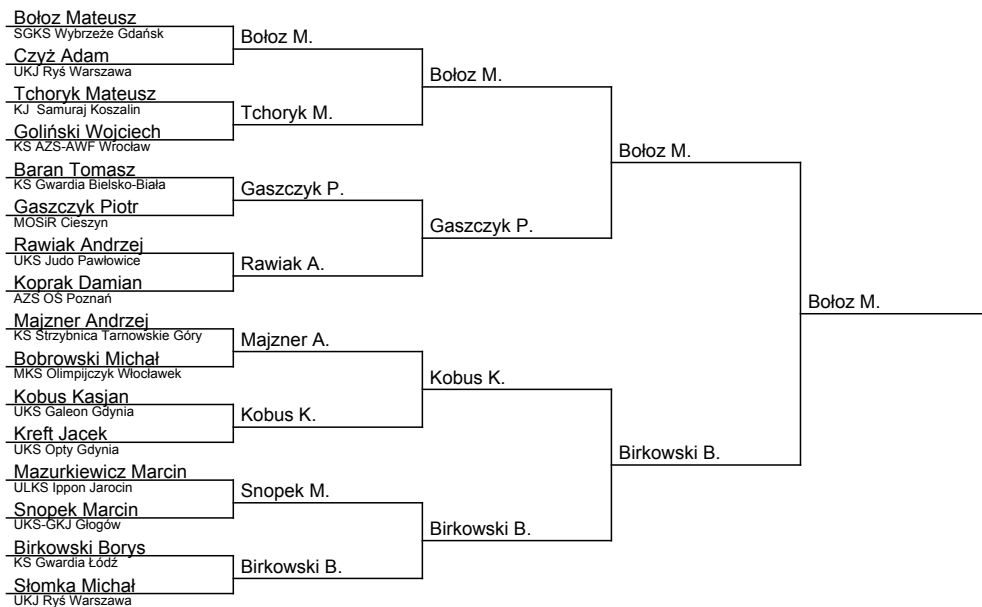 Bołoz Mateusz
SGKS Wybrzeże Gdańsk
Czyż Adam
UKJ Ryś Warszawa
Tchoryk Mateusz
KJ  Samuraj Koszalin
Goliński Wojciech
KS AZS-AWF Wrocław
Baran Tomasz
KS Gwardia Bielsko-Biała
Gaszczyk Piotr
MOSiR Cieszyn
Rawiak Andrzej
UKS Judo Pawłowice
Koprak Damian
AZS OŚ Poznań
Majzner Andrzej
KS Strzybnica Tarnowskie Góry
Bobrowski Michał
MKS Olimpijczyk Włocławek
Kobus Kasjan
UKS Galeon Gdynia
Kreft Jacek
UKS Opty Gdynia
Mazurkiewicz Marcin
ULKS Ippon Jarocin
Snopek Marcin
UKS-GKJ Głogów
Birkowski Borys
KS Gwardia Łódź
Słomka Michał
UKJ Ryś Warszawa
Bołoz M.
Tchoryk M.
Gaszczyk P.
Rawiak A.
Majzner A.
Kobus K.
Snopek M.
Birkowski B.
Bołoz M.
Gaszczyk P.
Kobus K.
Birkowski B.
Bołoz M.
Birkowski B.
Bołoz M.